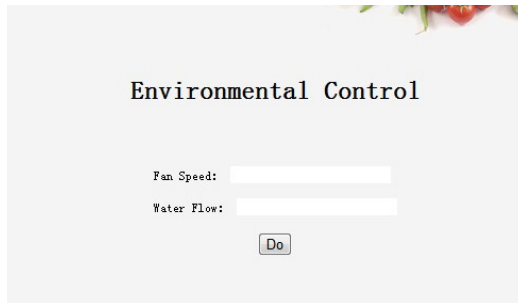 Environmental Control
Fan Speed:
Water Flow:
Do